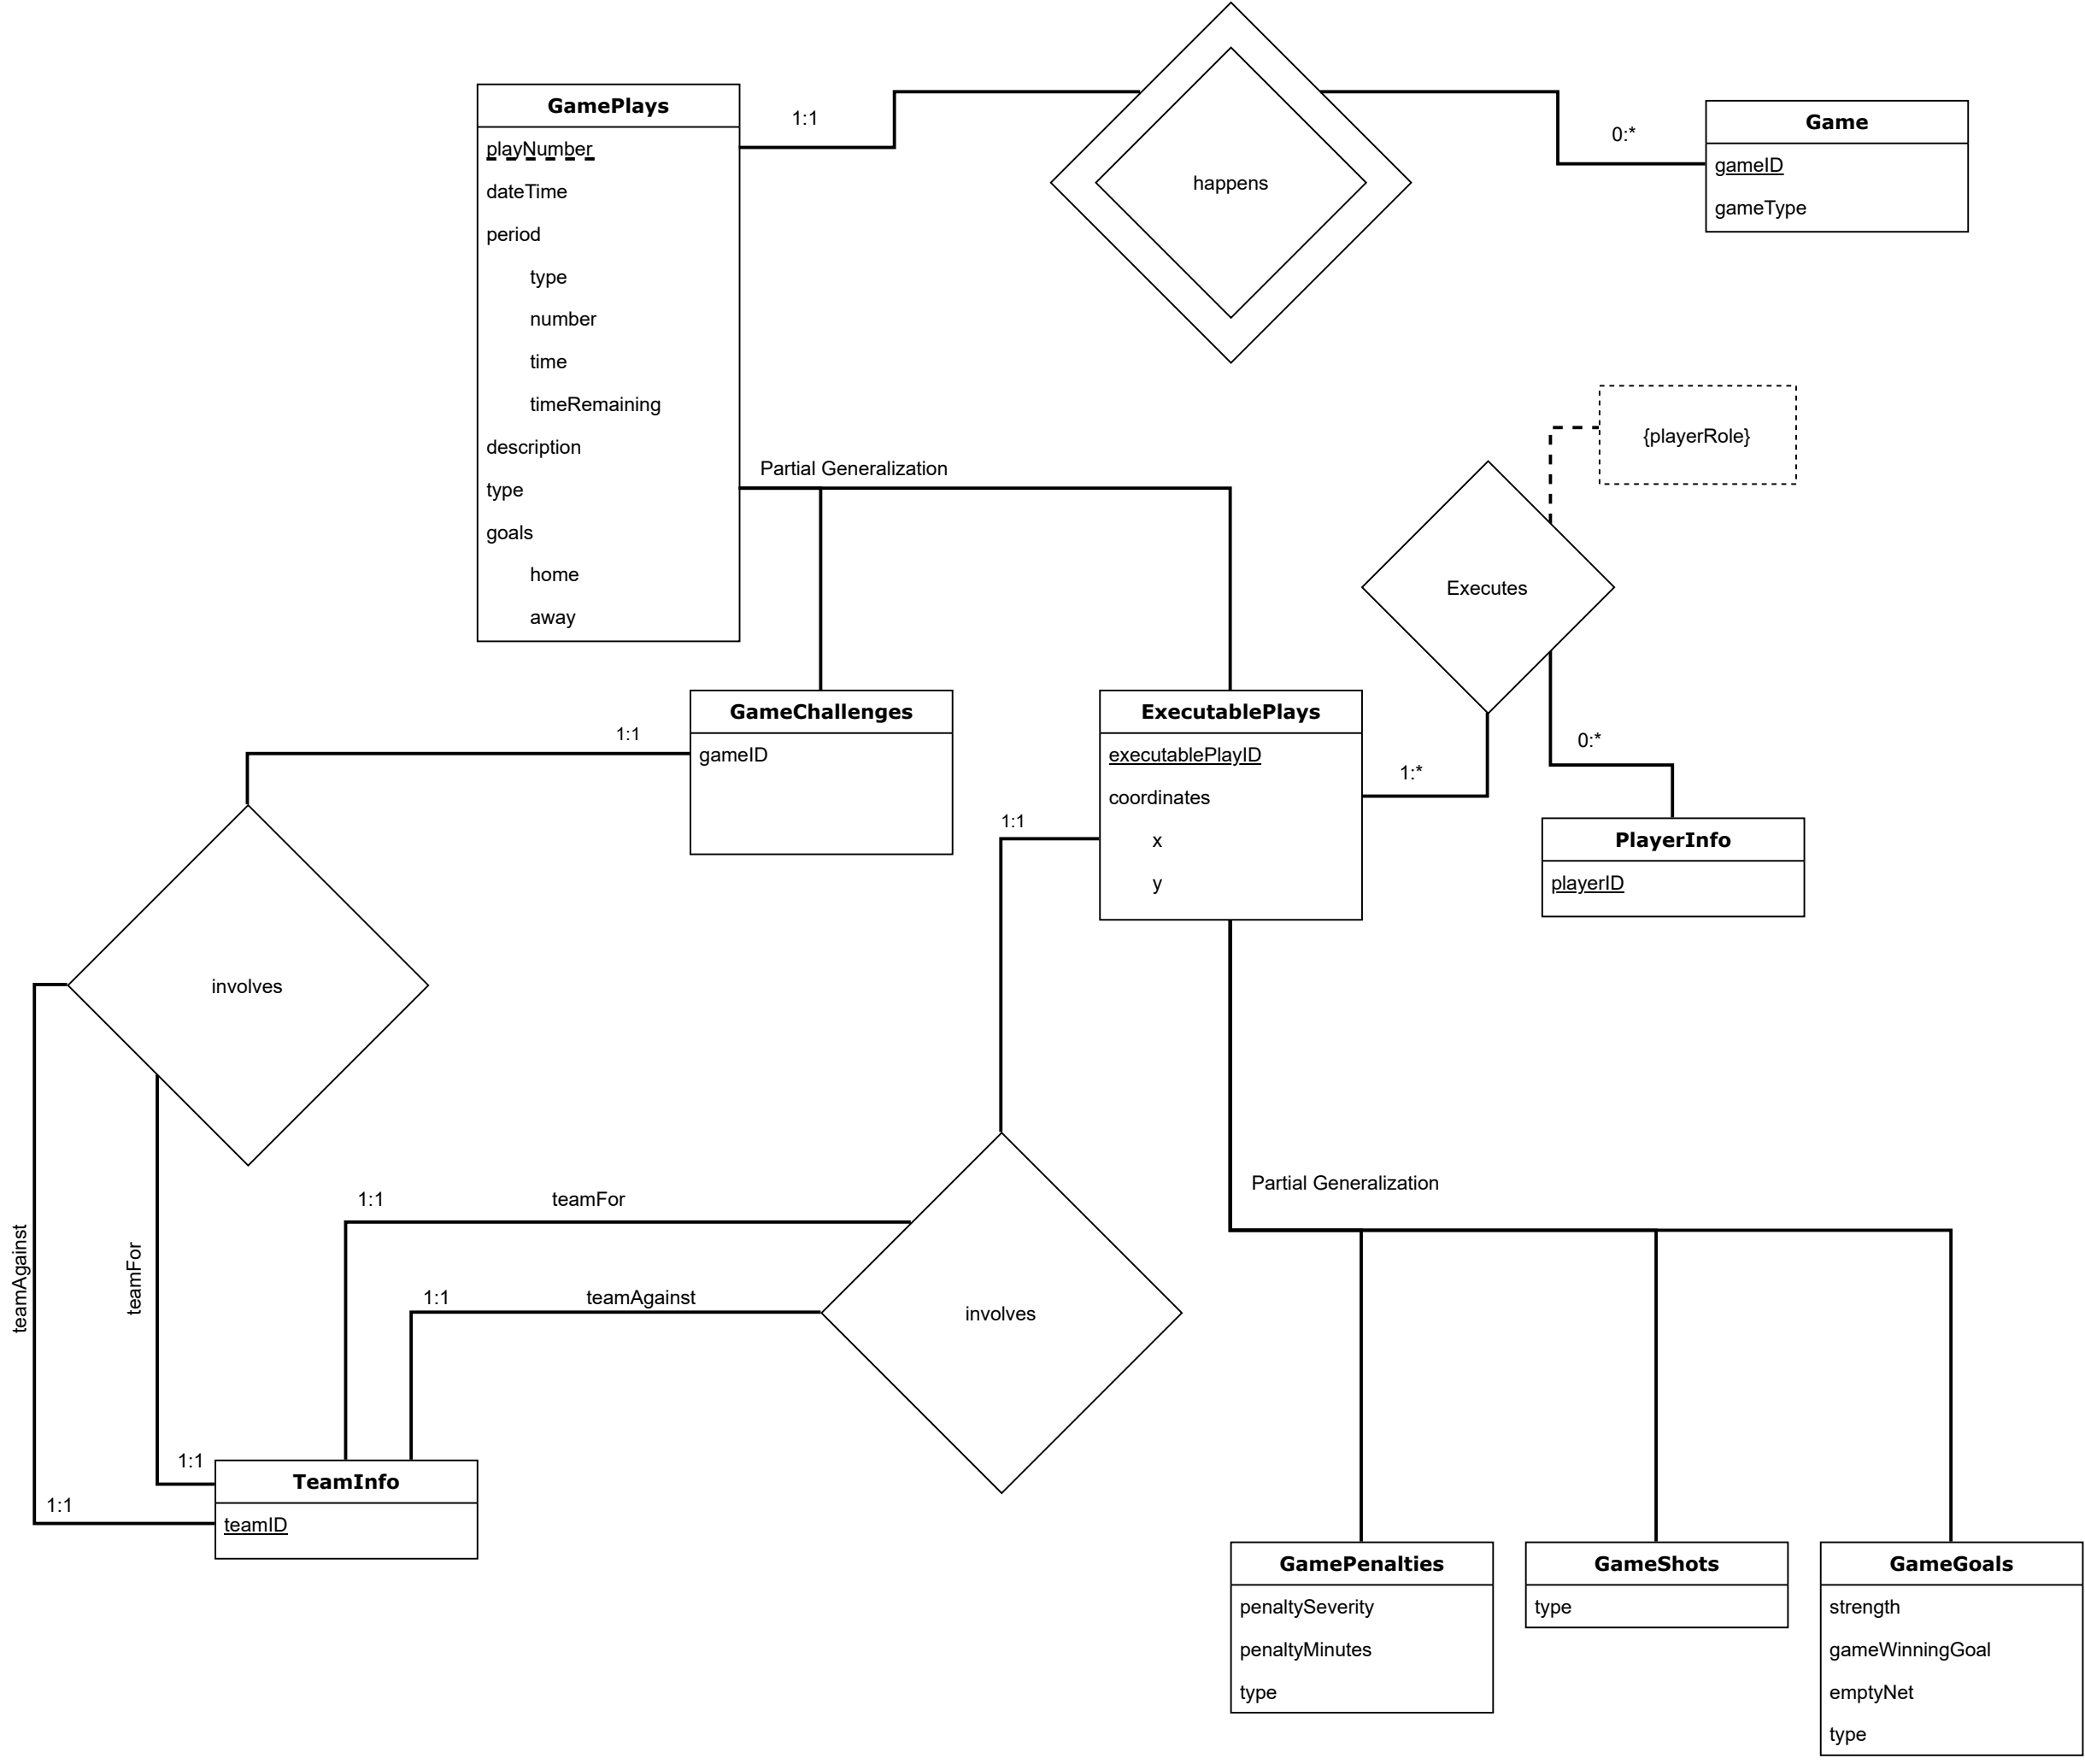 GamePlays
playNumber
dateTime
period
type
number
time
timeRemaining
description
type
goals
home
away
1:1
happens
0:*
Game
gameID
gameType
Partial Generalization
{playerRole}
Executes
1:1
GameChallenges
gameID
ExecutablePlays
executablePlayID
coordinates
x
y
1:*
0:*
PlayerInfo
playerID
1:1
involves
teamAgainst
teamFor
1:1
1:1
1:1
teamFor
1:1
teamAgainst
involves
Partial Generalization
TeamInfo
teamID
GamePenalties
penaltySeverity
penaltyMinutes
type
GameShots
type
GameGoals
strength
gameWinningGoal
emptyNet
type